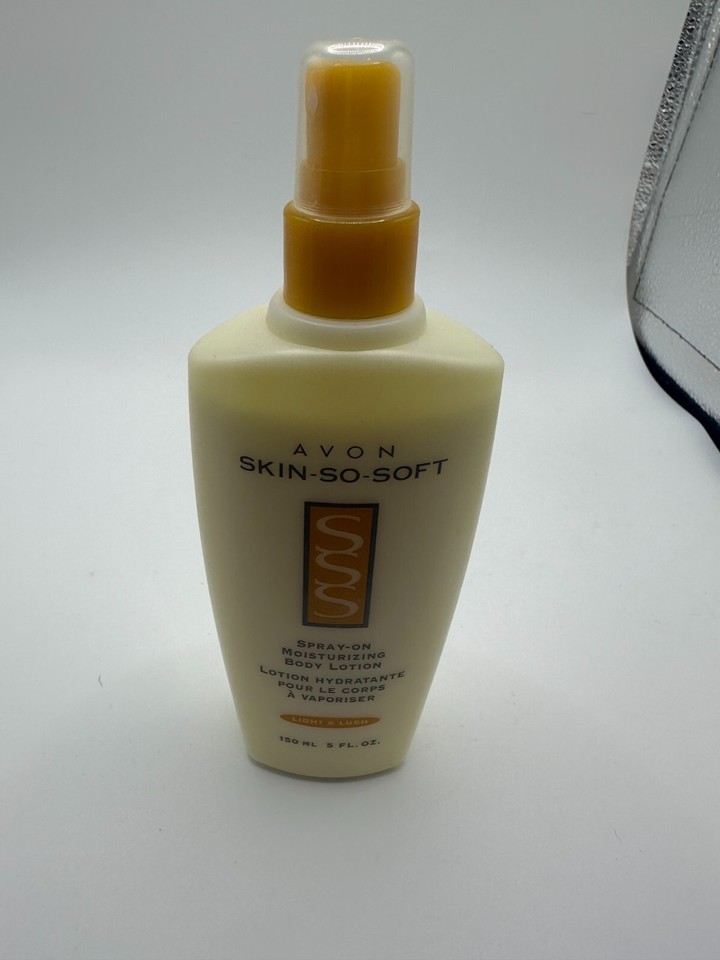 AVON
SKIN-SO-SOFT
SSS
SPRAY-ON
MOISTURIZING
BODY LOTION
LOTION HYDRATANTE
POUR LE CORPS
À VAPORISER
LIGHT & LUSH
150 ML 5 FL. OZ.